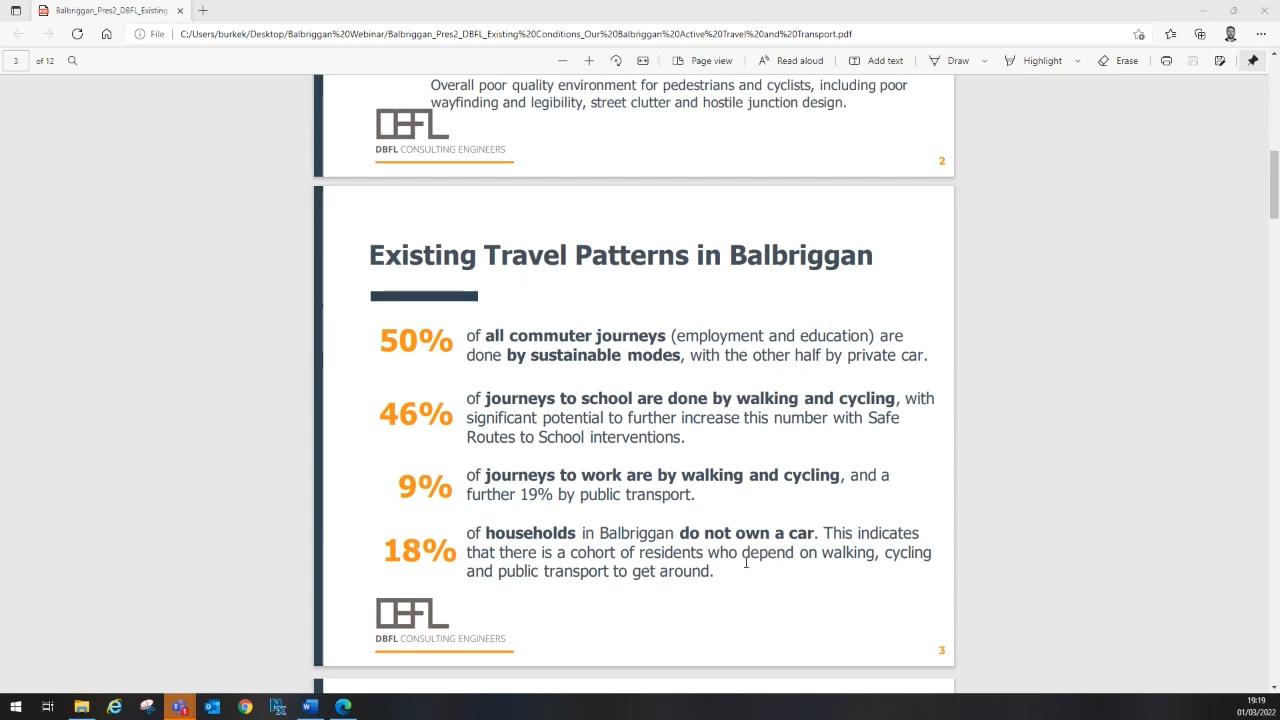 Balbriggan_Pres2_DBFL_Existing
File
C:/Users/burkek/Desktop/Balbriggan%20Webinar/Balbriggan_Pres2_DBFL_Existing%20Conditions_Our%20Balbriggan%20Active%20Travel%20and%20Transport.pdf
3 of 12
Page view
Read aloud
Add text
Draw
Highlight
Erase
Overall poor quality environment for pedestrians and cyclists, including poor
wayfinding and legibility, street clutter and hostile junction design.
DBFL
DBFL CONSULTING ENGINEERS
2
Existing Travel Patterns in Balbriggan
50% of all commuter journeys (employment and education) are
done by sustainable modes, with the other half by private car.
46% of journeys to school are done by walking and cycling, with
significant potential to further increase this number with Safe
Routes to School interventions.
9% of journeys to work are by walking and cycling, and a
further 19% by public transport.
18% of households in Balbriggan do not own a car. This indicates
that there is a cohort of residents who depend on walking, cycling
and public transport to get around.
DBFL
DBFL CONSULTING ENGINEERS
3
19:19
01/03/2022